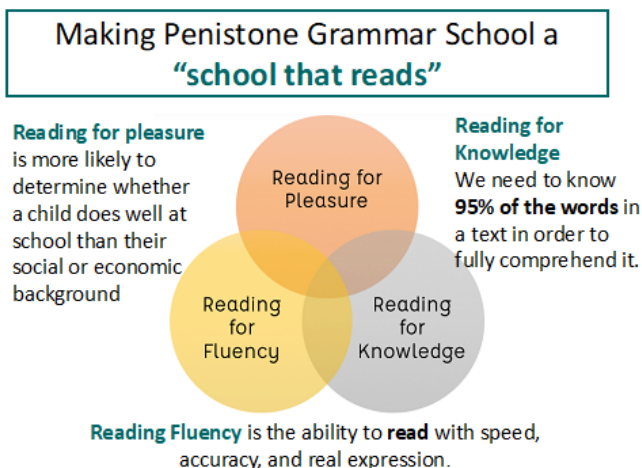 Making Penistone Grammar School a
“school that reads”
Reading for pleasure
is more likely to
determine whether
a child does well at
school than their
social or economic
background
Reading for
Pleasure
Reading for
Knowledge
We need to know
95% of the words in
a text in order to
fully comprehend it.
Reading
for
Fluency
Reading
for
Knowledge
Reading Fluency is the ability to read with speed,
accuracy, and real expression.